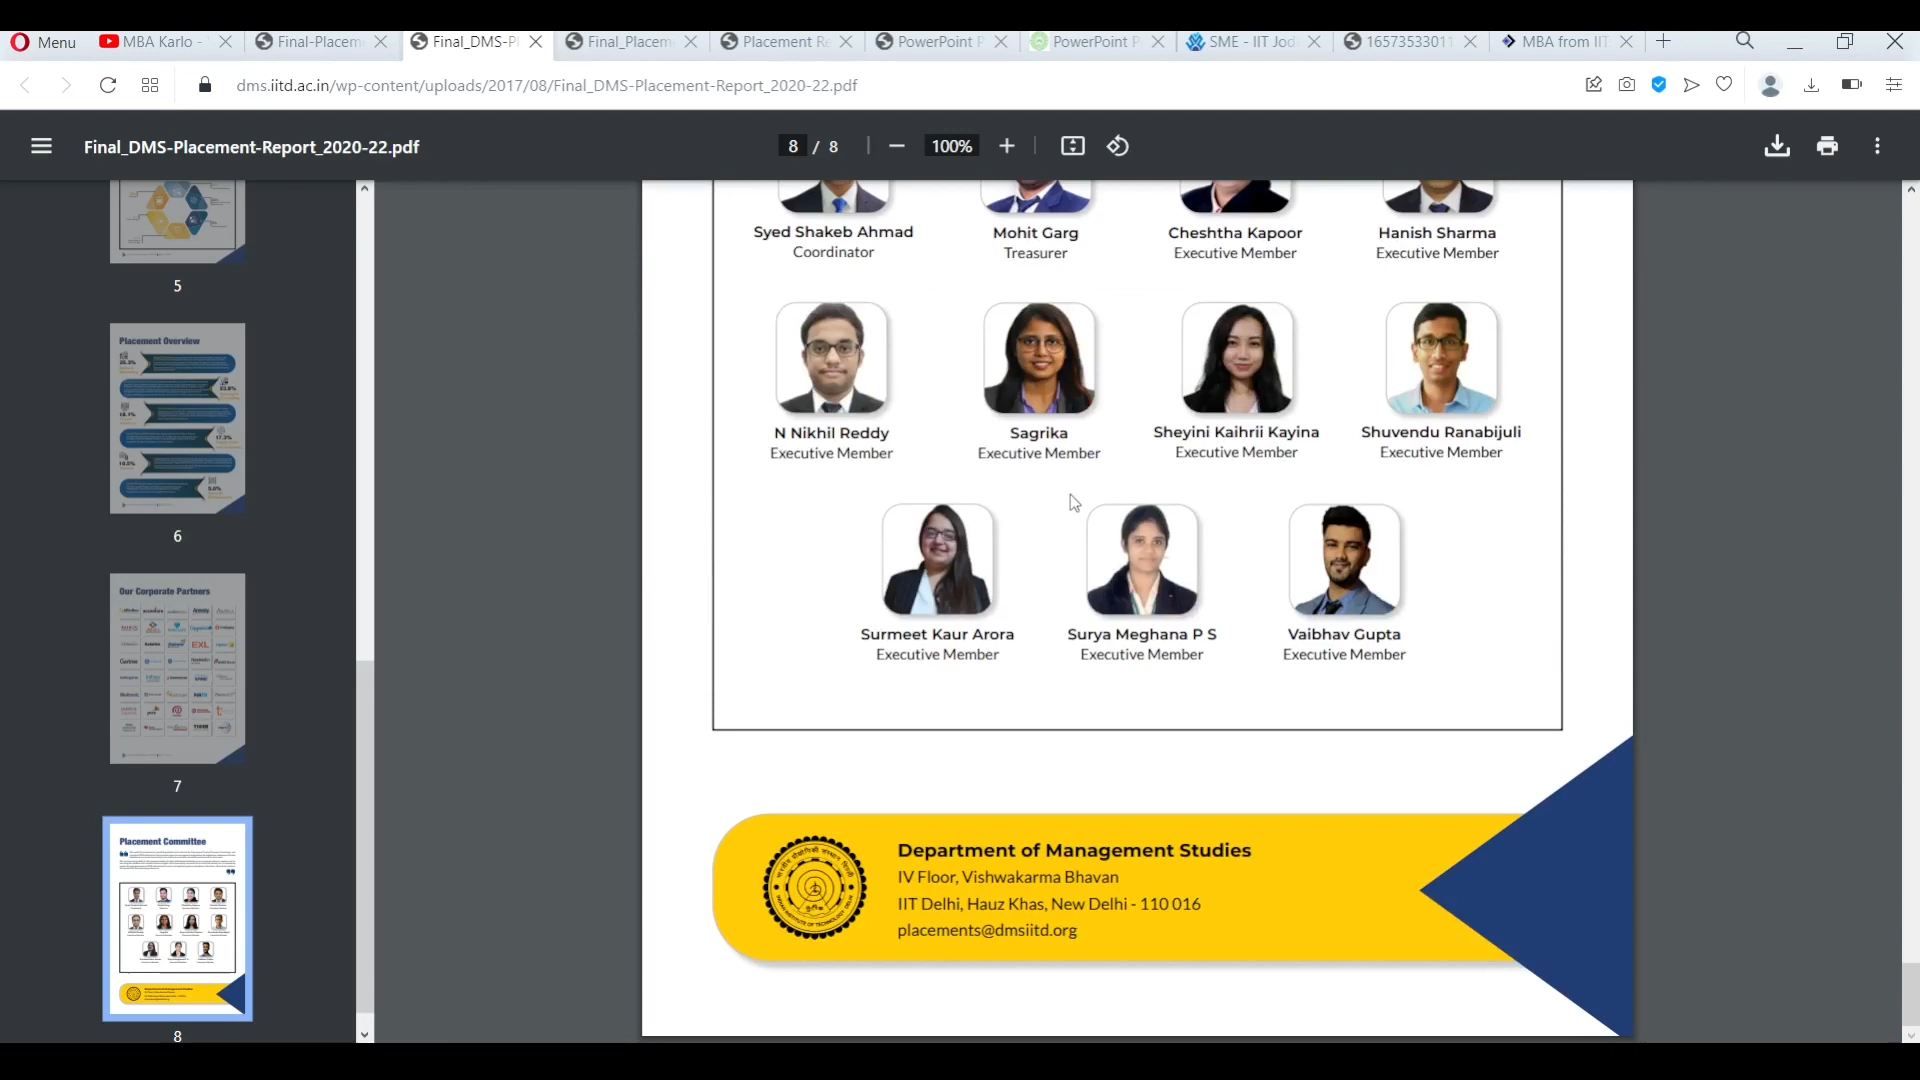 Menu
MBA Karlo -
Final-Placem
Final_DMS-Pl
Final_Placem
Placement Re
PowerPoint P
PowerPoint P
SME - IIT Jod
16573533011
MBA from IIT
dms.iitd.ac.in/wp-content/uploads/2017/08/Final_DMS-Placement-Report_2020-22.pdf
Final_DMS-Placement-Report_2020-22.pdf
8 / 8
100%
5
Placement Overview
6
Our Corporate Partners
accenture
EXL
Gartner
pwc
7
Placement Committee
8
Syed Shakeb Ahmad
Coordinator
Mohit Garg
Treasurer
Cheshtha Kapoor
Executive Member
Hanish Sharma
Executive Member
N Nikhil Reddy
Executive Member
Sagrika
Executive Member
Sheyini Kaihrii Kayina
Executive Member
Shuvendu Ranabijuli
Executive Member
Surmeet Kaur Arora
Executive Member
Surya Meghana P S
Executive Member
Vaibhav Gupta
Executive Member
Department of Management Studies
IV Floor, Vishwakarma Bhavan
IIT Delhi, Hauz Khas, New Delhi - 110 016
placements@dmsiitd.org